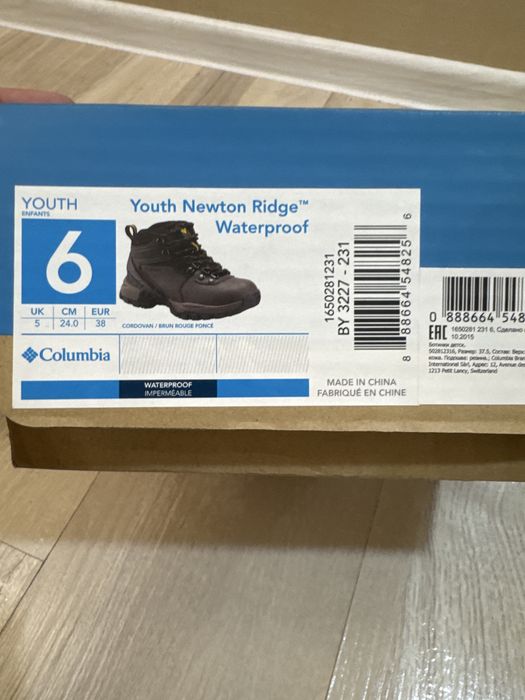 YOUTH
ENFANTS
6
UK CM EUR
5 24.0 38
Columbia
Youth Newton Ridge™
Waterproof
CORDOVAN / BRUN ROUGE FONCÉ
WATERPROOF
IMPERMÉABLE
1650281231
BY 3227 - 231
8 88664 54825 6
MADE IN CHINA
FABRIQUÉ EN CHINE
0 888664 548
EAC 1650281 231 6, Сделано
10.2015
Ботинки детск.
502812316, Размер: 37.5, Состав: Верх:
кожа. Подошва: резина.; Columbia
International Sàrl, Адрес: 12, Avenue des
1213 Petit Lancy, Switzerland